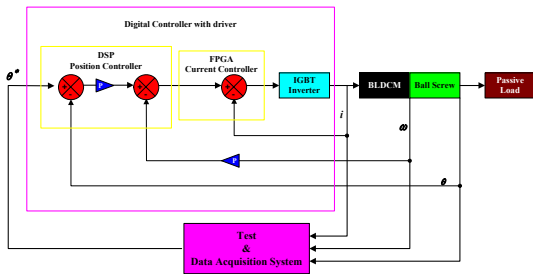 Digital Controller with driver
DSP
Position Controller
FPGA
Current Controller
θ*
+
-
P
+
-
+
-
IGBT
Inverter
BLDCM
Ball Screw
Passive
Load
i
ω
P
θ
Test
&
Data Acquisition System